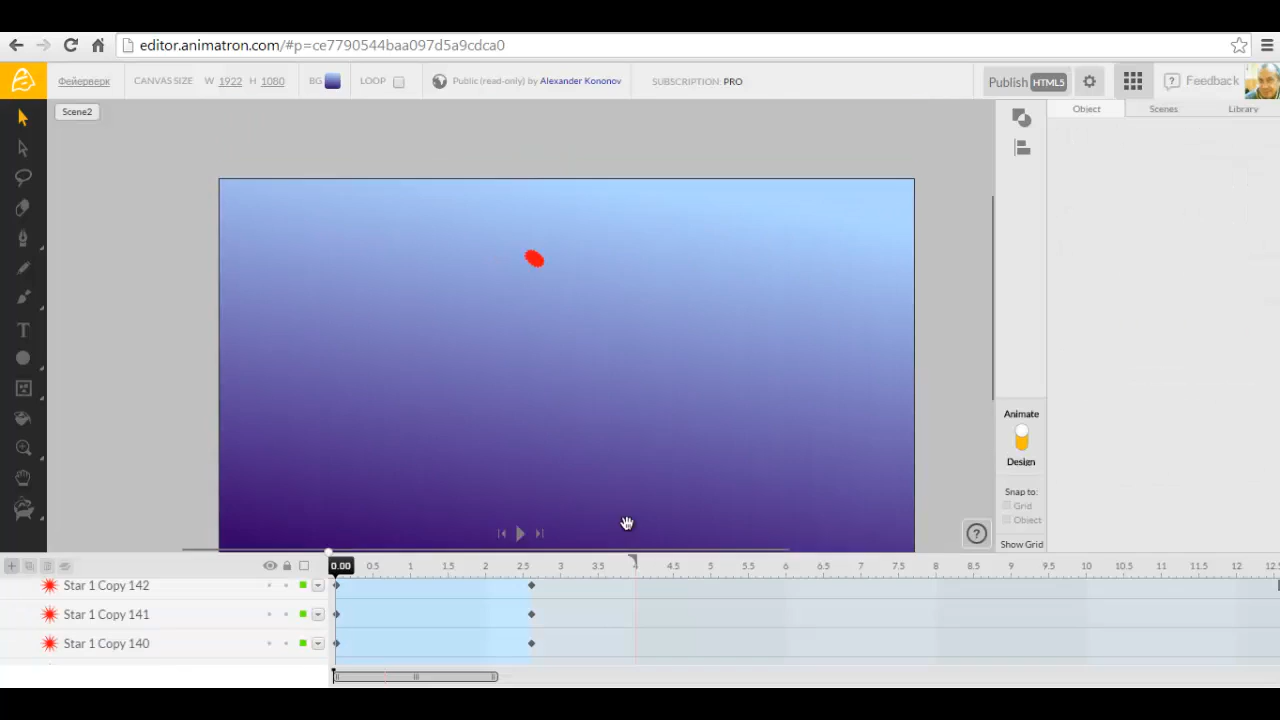 editor.animatron.com/#p=ce7790544baa097d5a9cdca0
Фейерверк CANVAS SIZE W 1922 H 1080 BG LOOP Public (read-only) by Alexander Kononov SUBSCRIPTION: PRO Publish HTML5 ? Feedback
Scene2 Object Scenes Library
T
Animate
Design
Snap to:
Grid
Object
?
Show Grid
0.00 0.5 1 1.5 2 2.5 3 3.5 4 4.5 5 5.5 6 6.5 7 7.5 8 8.5 9 9.5 10 10.5 11 11.5 12 12.5
Star 1 Copy 142
Star 1 Copy 141
Star 1 Copy 140